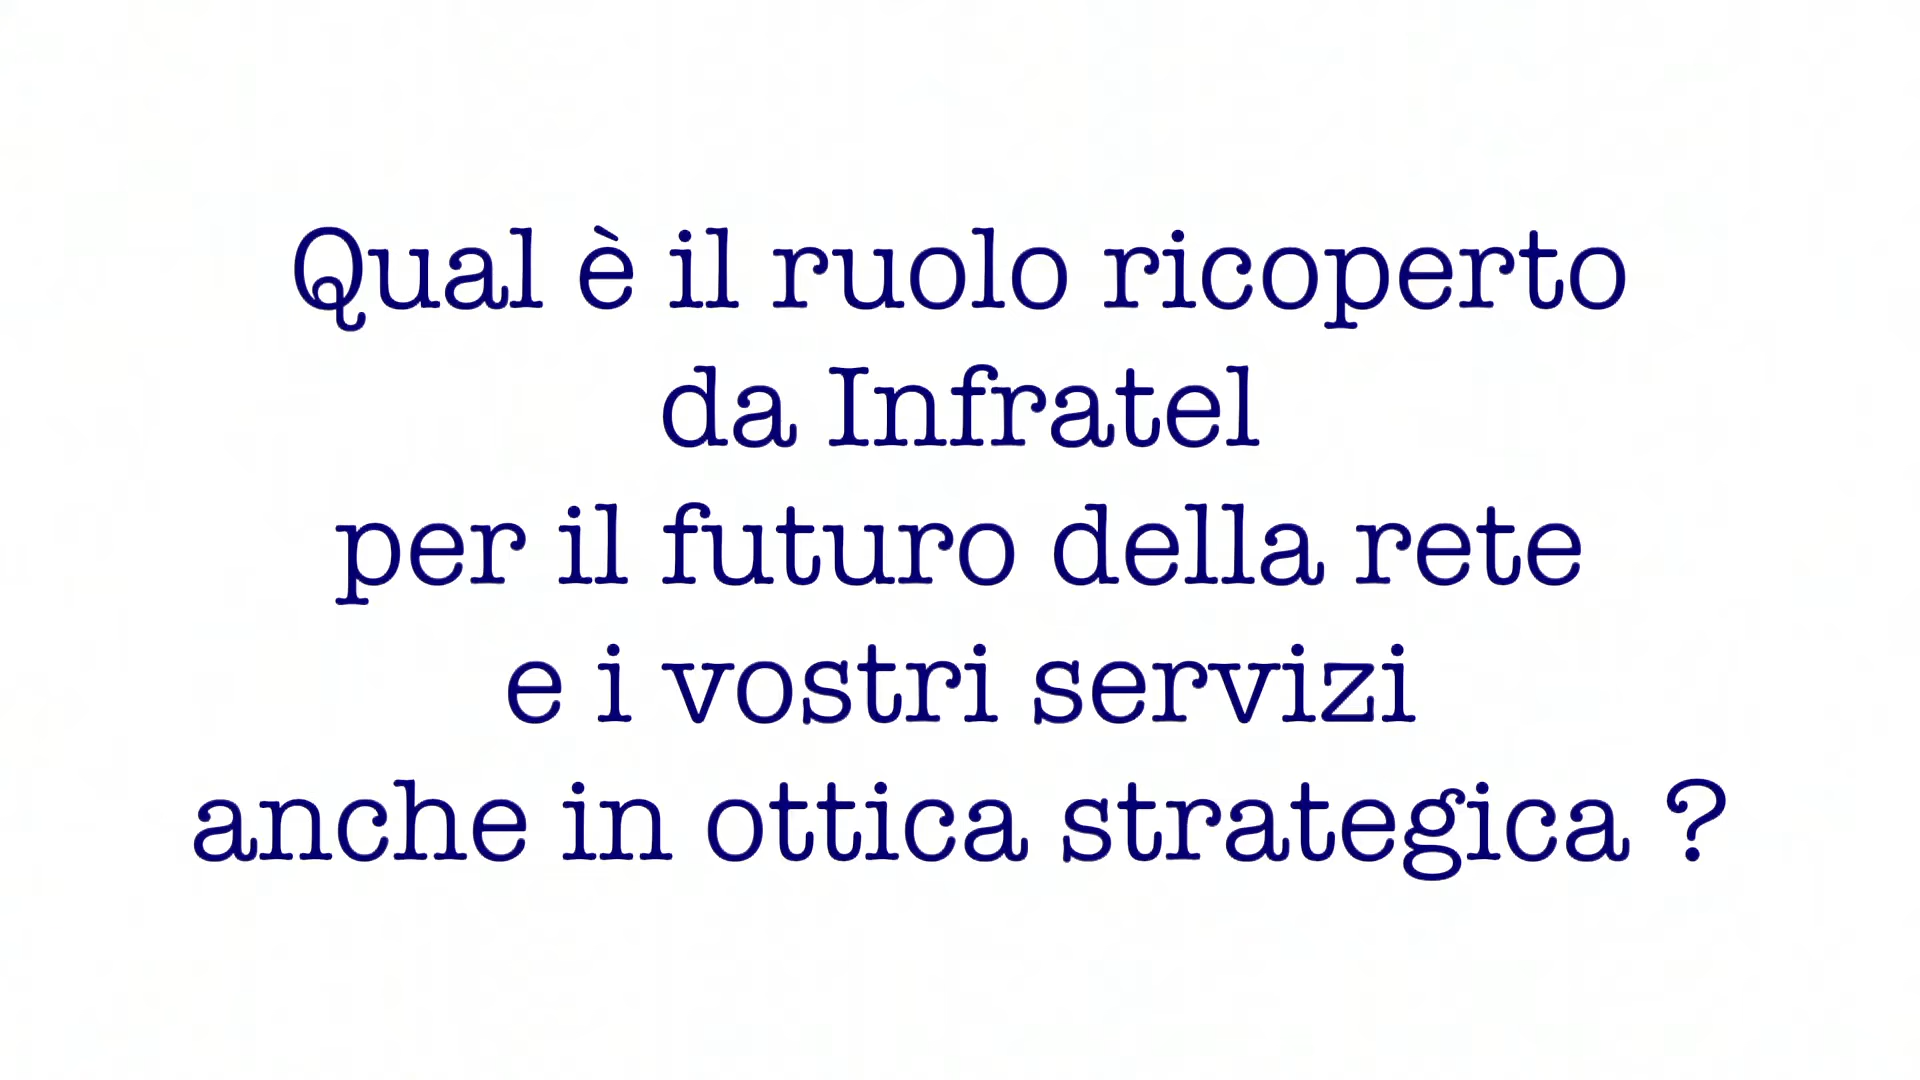 Qual è il ruolo ricoperto
da Infratel
per il futuro della rete
e i vostri servizi
anche in ottica strategica ?